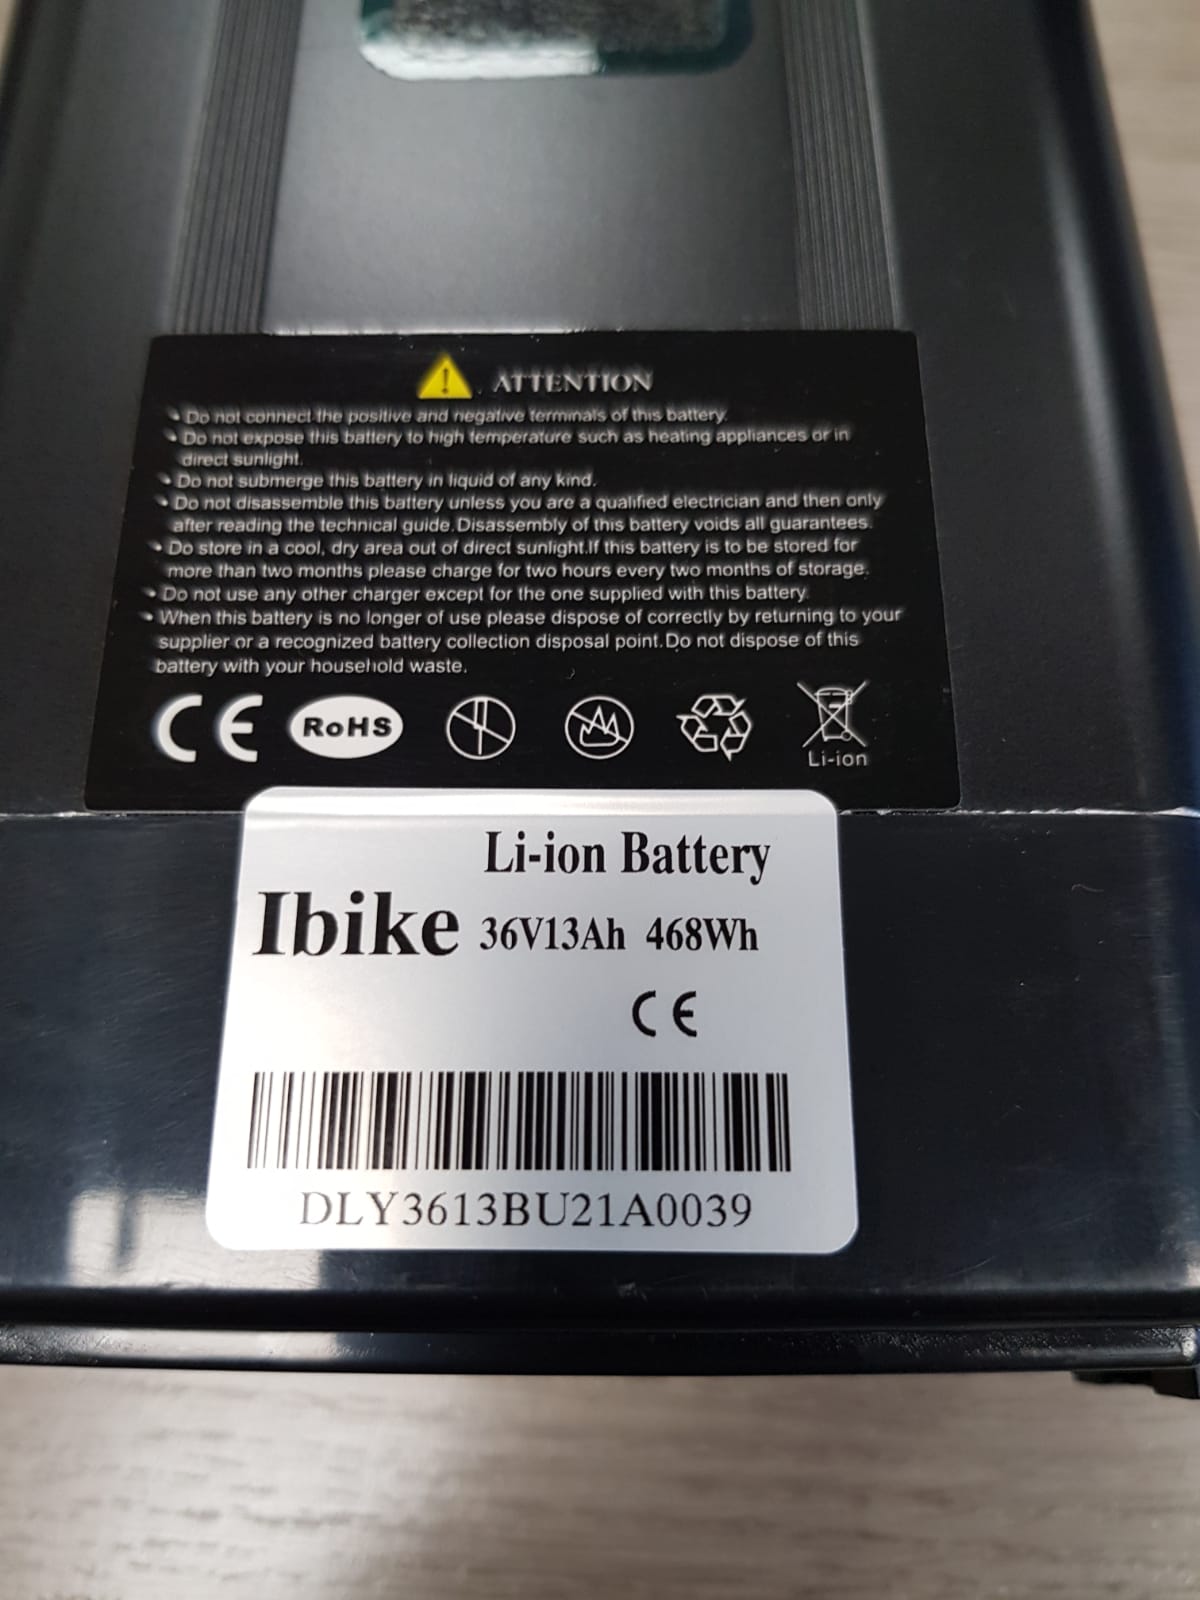 ATTENTION
• Do not connect the positive and negative terminals of this battery.
• Do not expose this battery to high temperature such as heating appliances or in
direct sunlight.
• Do not submerge this battery in liquid of any kind.
• Do not disassemble this battery unless you are a qualified electrician and then only
after reading the technical guide.Disassembly of this battery voids all guarantees.
• Do store in a cool, dry area out of direct sunlight.If this battery is to be stored for
more than two months please charge for two hours every two months of storage.
• Do not use any other charger except for the one supplied with this battery.
• When this battery is no longer of use please dispose of correctly by returning to your
supplier or a recognized battery collection disposal point.Do not dispose of this
battery with your household waste.
CE RoHS
Li-ion
Li-ion Battery
Ibike 36V13Ah 468Wh
CE
DLY3613BU21A0039